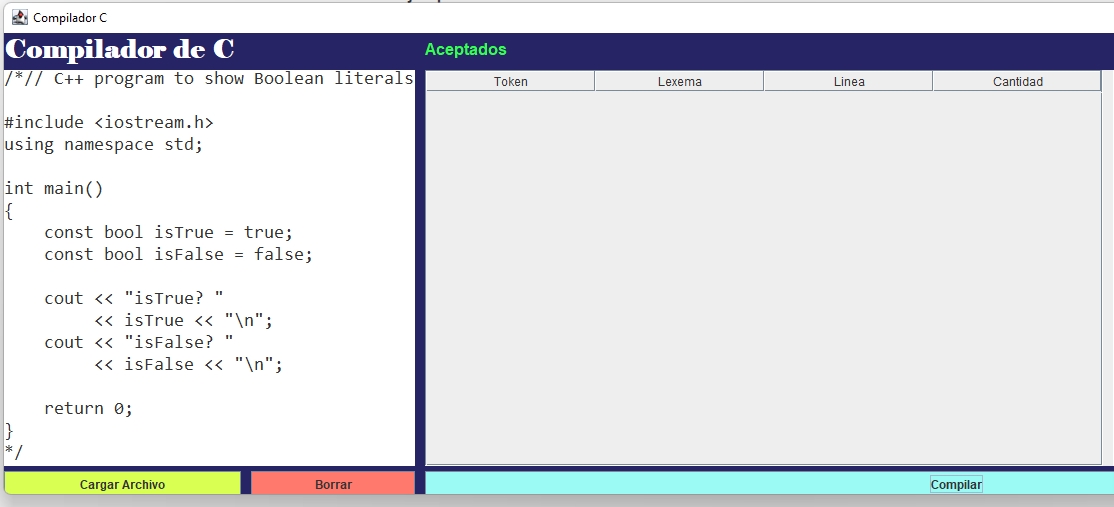 Compilador C
Compilador de C
Aceptados
/*// C++ program to show Boolean literals
#include <iostream.h>
using namespace std;
int main()
{
const bool isTrue = true;
const bool isFalse = false;
cout << "isTrue? "
<< isTrue << "\n";
cout << "isFalse? "
<< isFalse << "\n";
return 0;
}
*/
Token Lexema Linea Cantidad
Cargar Archivo Borrar Compilar